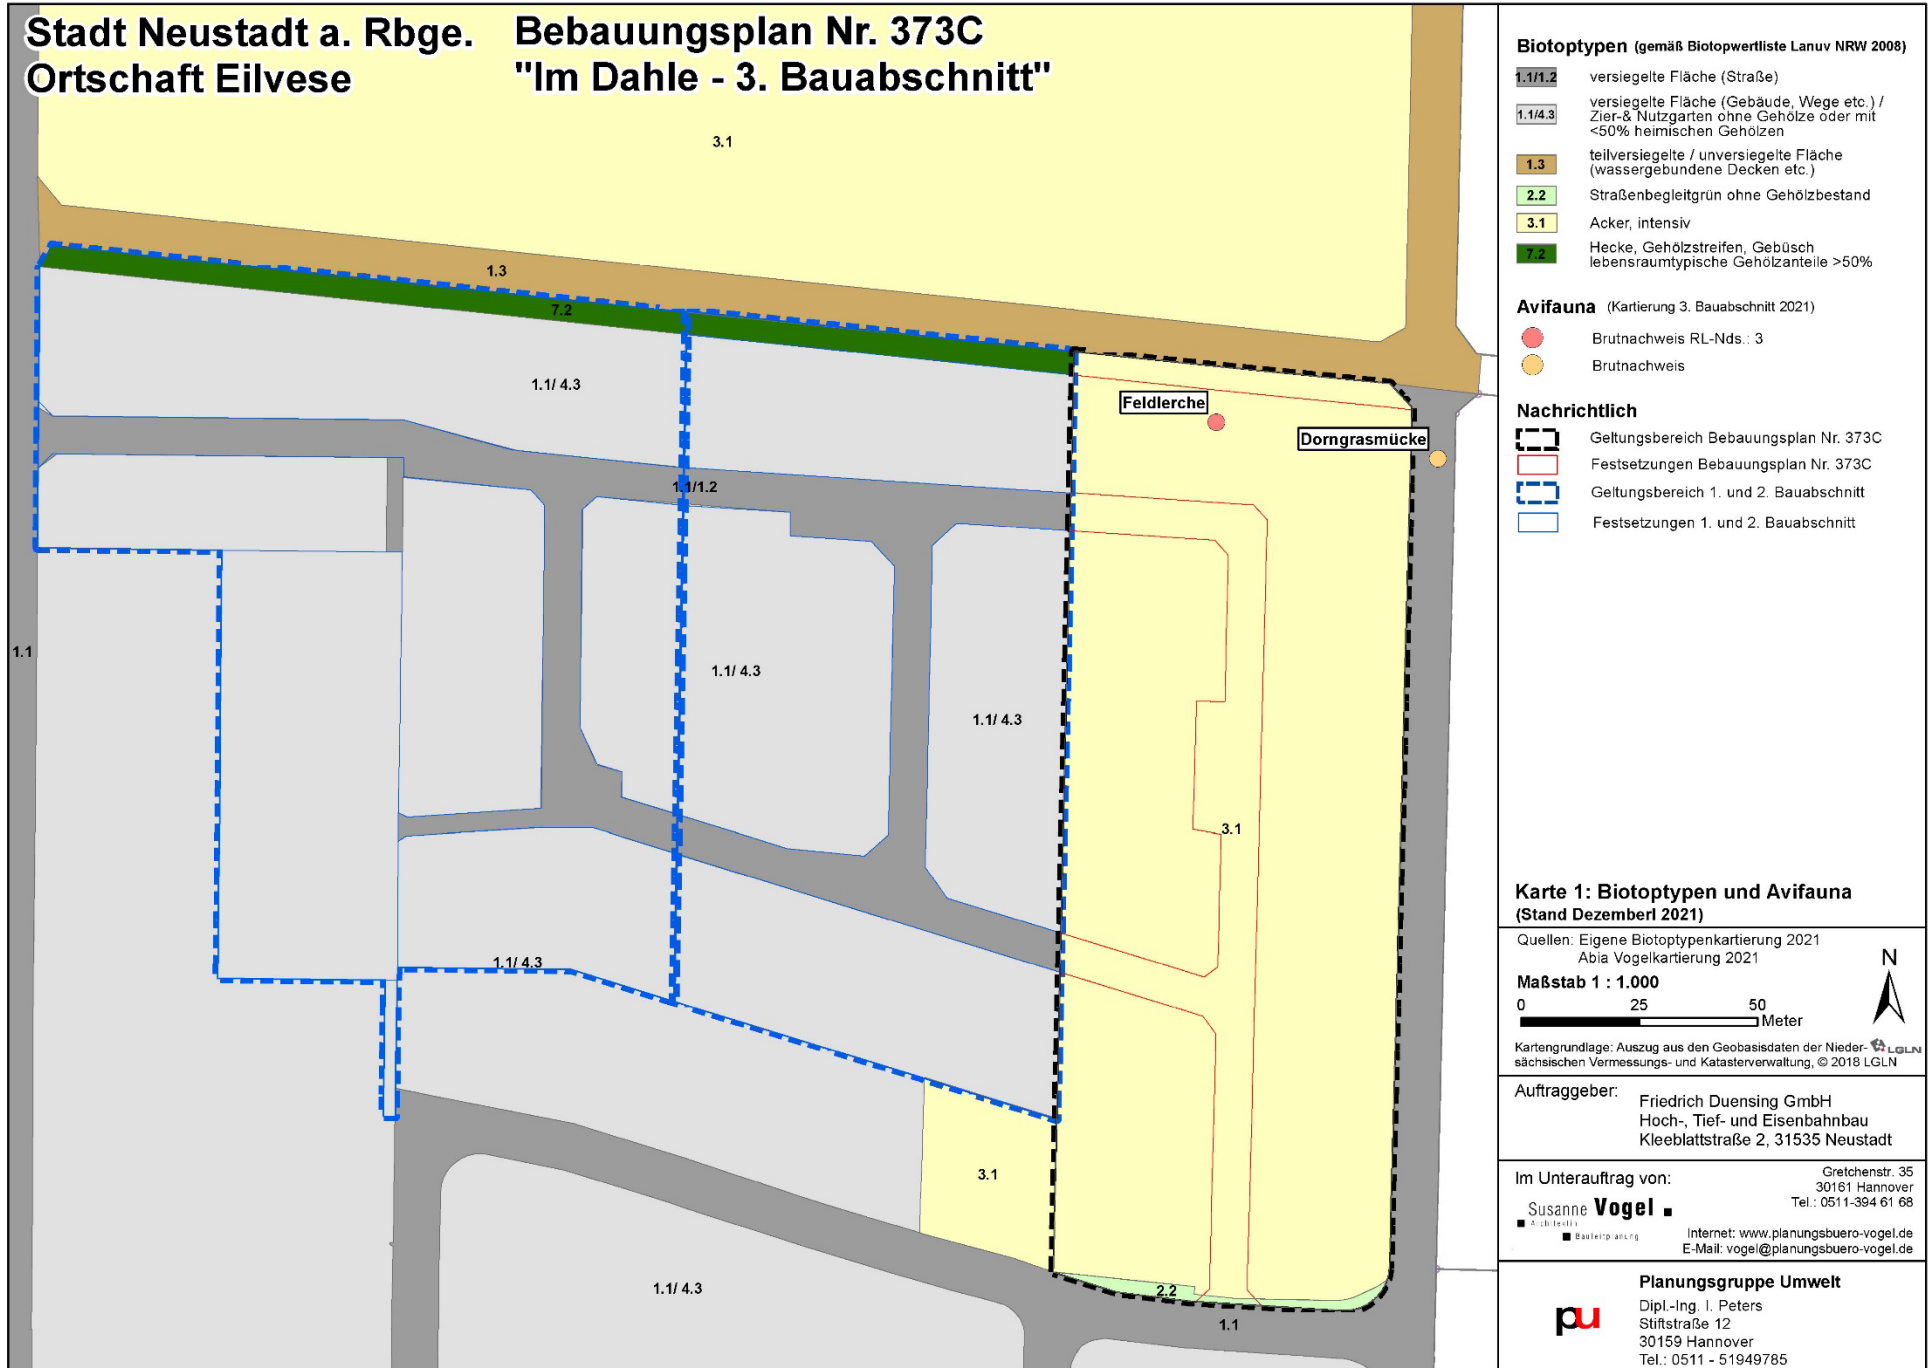 Stadt Neustadt a. Rbge.
Ortschaft Eilvese
Bebauungsplan Nr. 373C
"Im Dahle - 3. Bauabschnitt"
3.1
1.3
7.2
1.1/ 4.3
1.1/1.2
1.1
1.1/ 4.3
1.1/ 4.3
1.1/ 4.3
3.1
3.1
1.1/ 4.3
2.2
1.1
Feldlerche
Dorngrasmücke
Biotoptypen (gemäß Biotopwertliste Lanuv NRW 2008)
1.1/1.2 versiegelte Fläche (Straße)
1.1/4.3 versiegelte Fläche (Gebäude, Wege etc.) /
Zier-& Nutzgarten ohne Gehölze oder mit
<50% heimischen Gehölzen
1.3 teilversiegelte / unversiegelte Fläche
(wassergebundene Decken etc.)
2.2 Straßenbegleitgrün ohne Gehölzbestand
3.1 Acker, intensiv
7.2 Hecke, Gehölzstreifen, Gebüsch
lebensraumtypische Gehölzanteile >50%
Avifauna (Kartierung 3. Bauabschnitt 2021)
Brutnachweis RL-Nds.: 3
Brutnachweis
Nachrichtlich
Geltungsbereich Bebauungsplan Nr. 373C
Festsetzungen Bebauungsplan Nr. 373C
Geltungsbereich 1. und 2. Bauabschnitt
Festsetzungen 1. und 2. Bauabschnitt
Karte 1: Biotoptypen und Avifauna
(Stand Dezemberl 2021)
Quellen: Eigene Biotoptypenkartierung 2021
Abia Vogelkartierung 2021
Maßstab 1 : 1.000
0 25 50
Meter
N
Kartengrundlage: Auszug aus den Geobasisdaten der Nieder-
sächsischen Vermessungs- und Katasterverwaltung, © 2018 LGLN
LGLN
Auftraggeber:
Friedrich Duensing GmbH
Hoch-, Tief- und Eisenbahnbau
Kleeblattstraße 2, 31535 Neustadt
Im Unterauftrag von:
Susanne Vogel
Architektin
Bauleitplanung
Gretchenstr. 35
30161 Hannover
Tel.: 0511-394 61 68
Internet: www.planungsbuero-vogel.de
E-Mail: vogel@planungsbuero-vogel.de
pu
Planungsgruppe Umwelt
Dipl.-Ing. I. Peters
Stiftstraße 12
30159 Hannover
Tel.: 0511 - 51949785